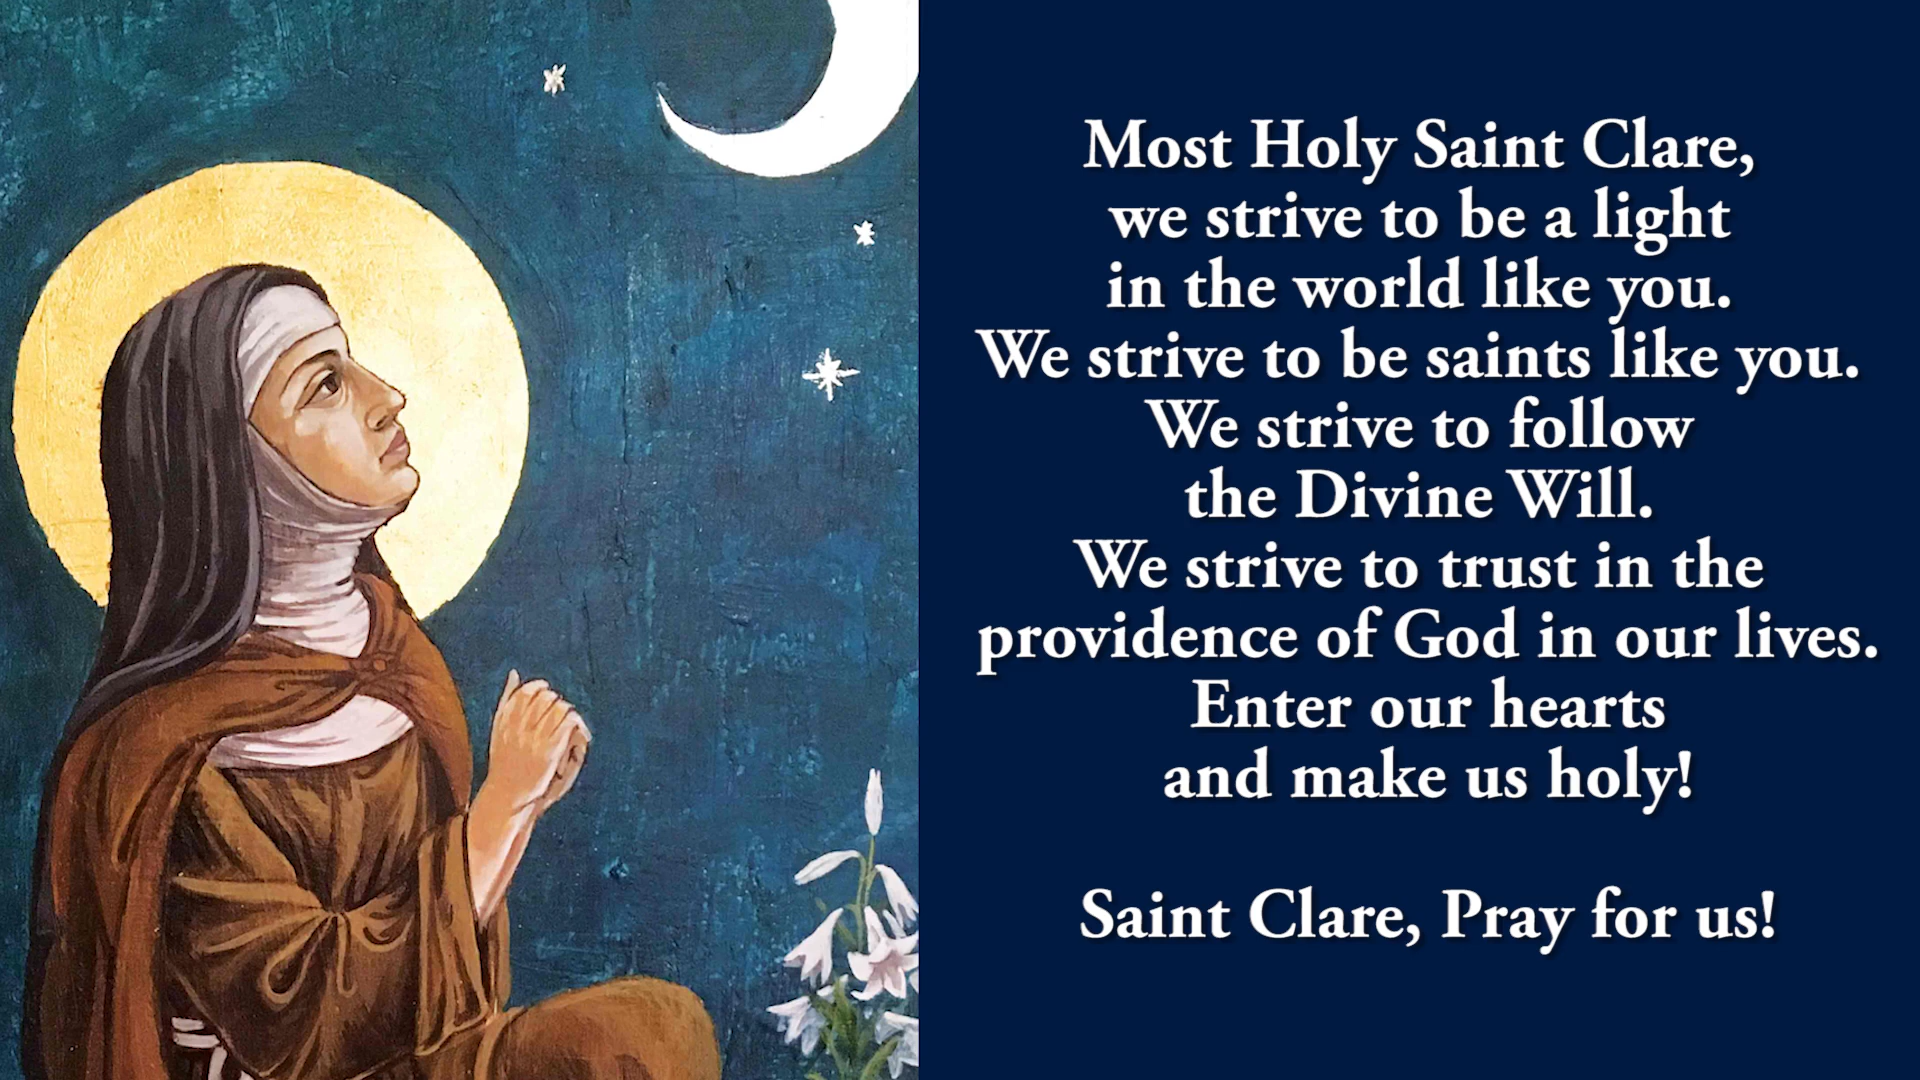 Most Holy Saint Clare,
we strive to be a light
in the world like you.
We strive to be saints like you.
We strive to follow
the Divine Will.
We strive to trust in the
providence of God in our lives.
Enter our hearts
and make us holy!
Saint Clare, Pray for us!